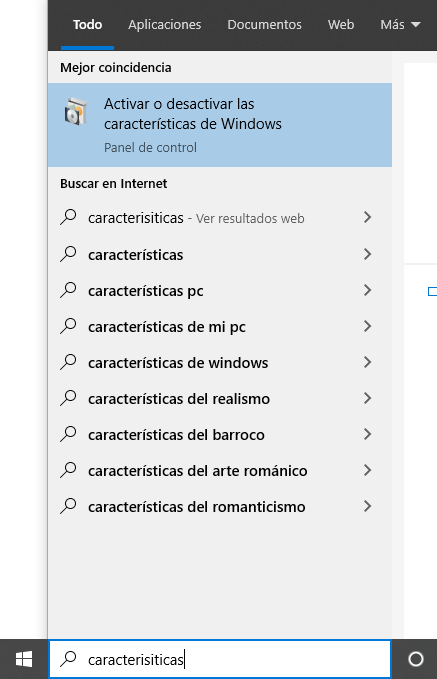 Todo Aplicaciones Documentos Web Más
Mejor coincidencia
Activar o desactivar las
características de Windows
Panel de control
Buscar en Internet
caracterisiticas - Ver resultados web
características
características pc
características de mi pc
características de windows
características del realismo
características del barroco
características del arte románico
características del romanticismo
caracterisiticas